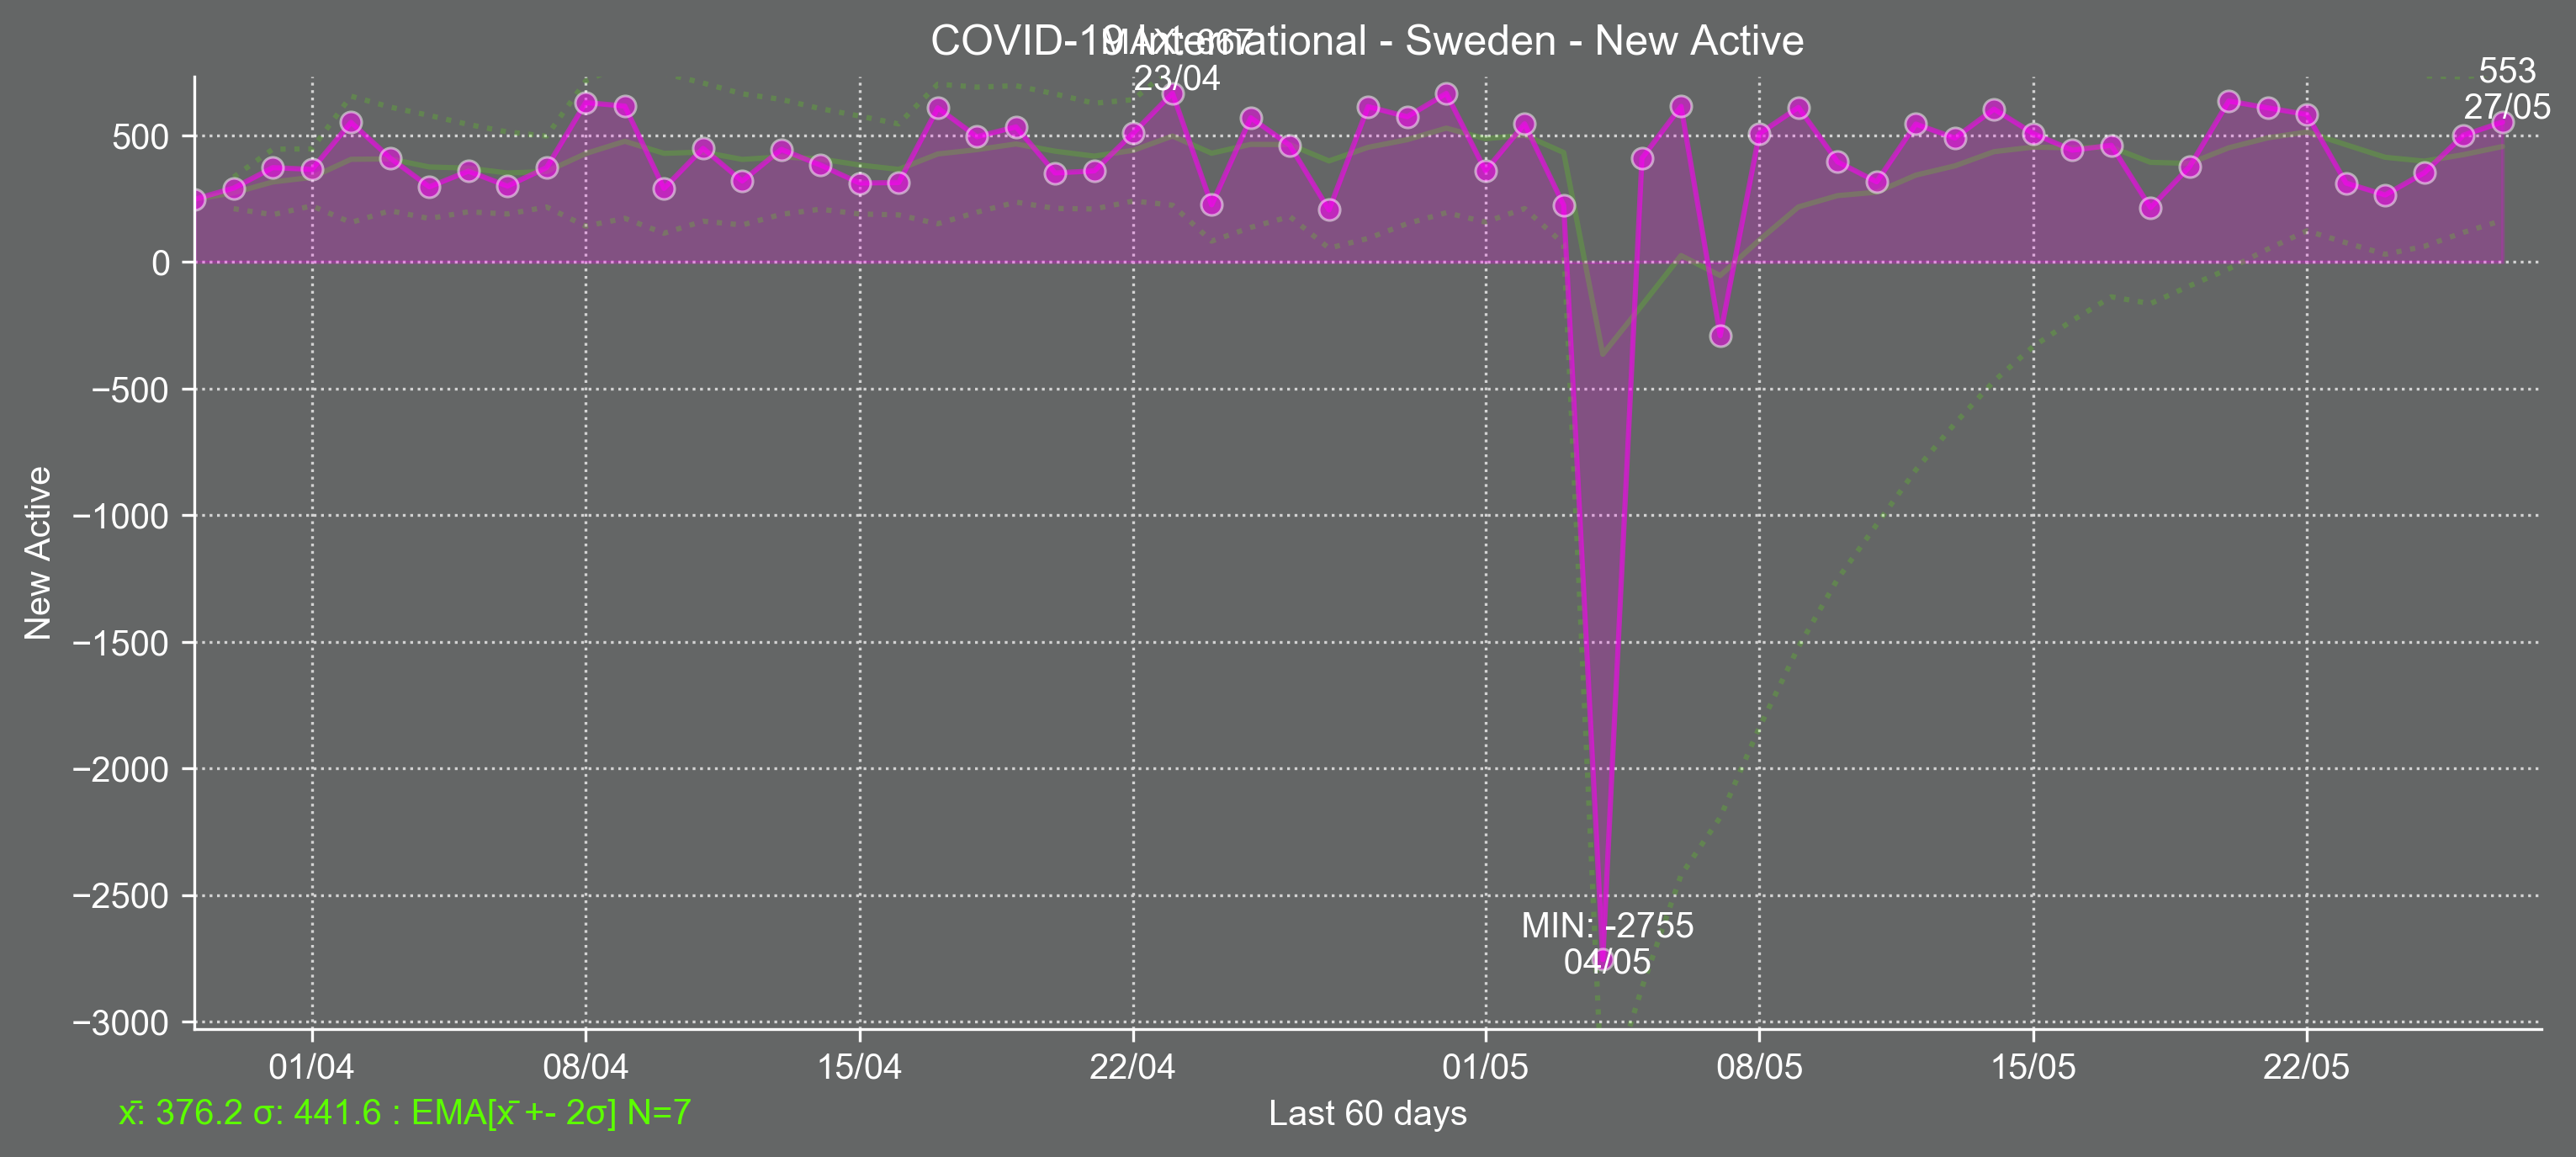 COVID-19 International - Sweden - New Active
MAX: 667
23/04
553
27/05
500
0
−500
−1000
−1500
−2000
−2500
−3000
New Active
MIN: -2755
04/05
01/04 08/04 15/04 22/04 01/05 08/05 15/05 22/05
x̄: 376.2 σ: 441.6 : EMA[x̄ +- 2σ] N=7
Last 60 days